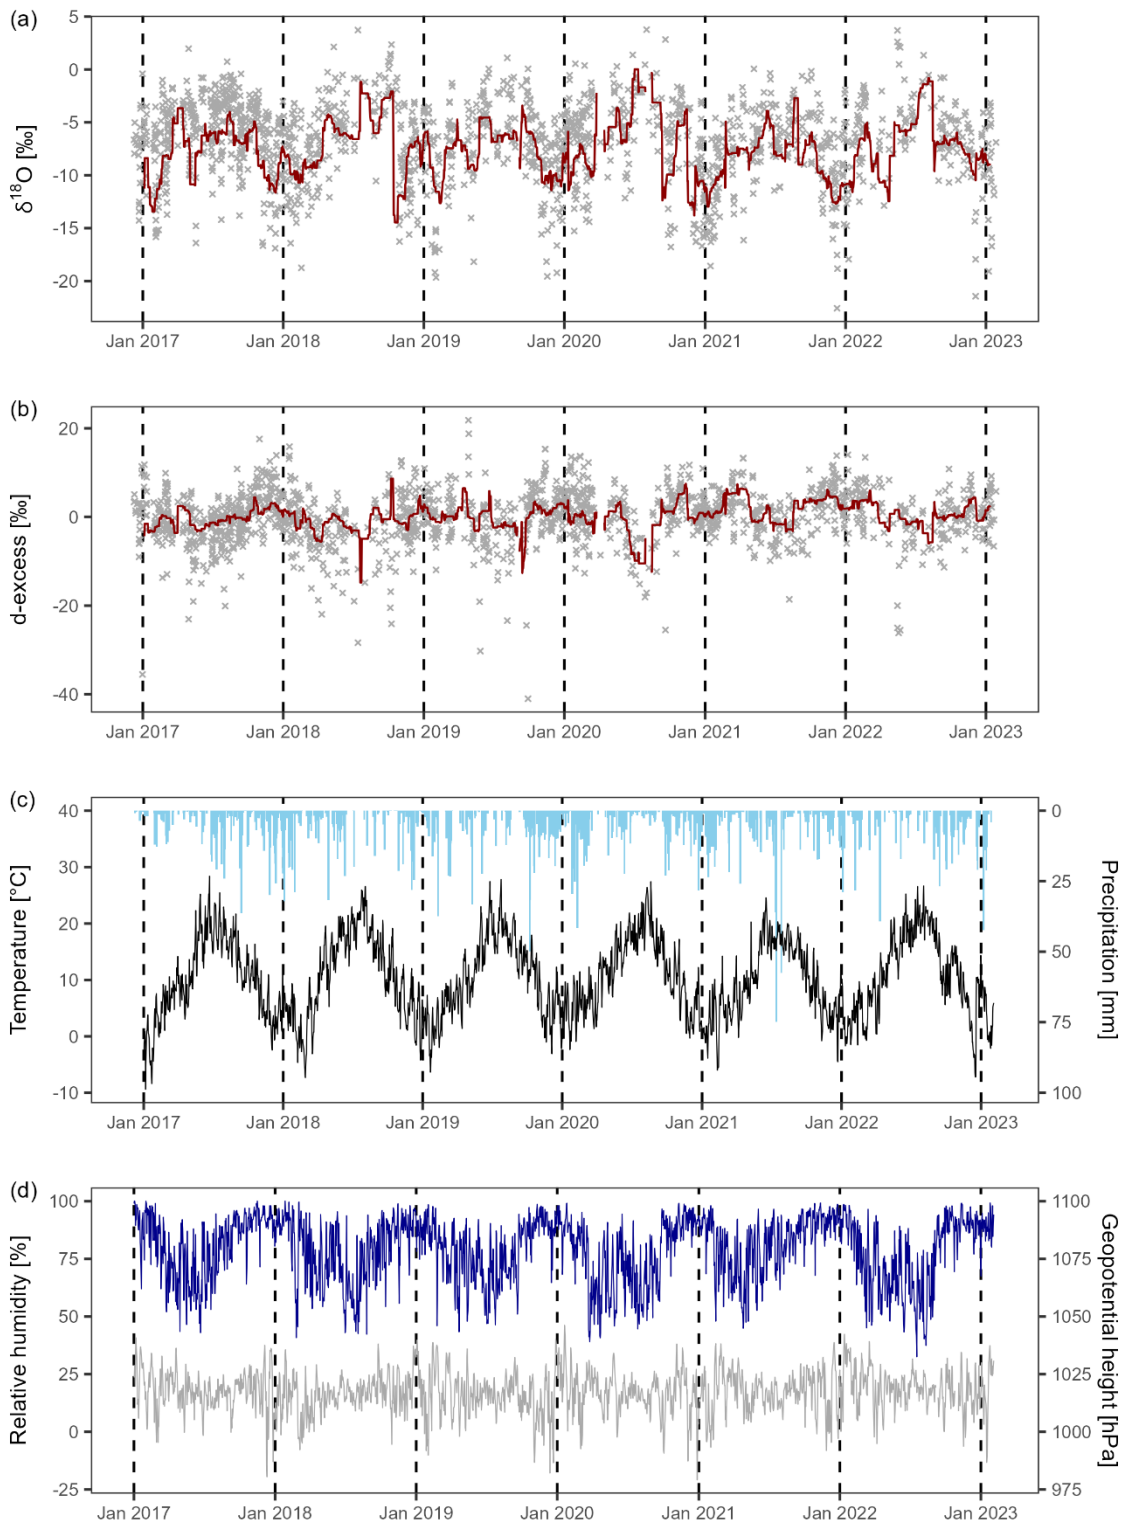 (a)
δ18O [‰]
5
0
-5
-10
-15
-20
Jan 2017 Jan 2018 Jan 2019 Jan 2020 Jan 2021 Jan 2022 Jan 2023
(b)
d-excess [‰]
20
0
-20
-40
Jan 2017 Jan 2018 Jan 2019 Jan 2020 Jan 2021 Jan 2022 Jan 2023
(c)
Temperature [°C]
40
30
20
10
0
-10
0
25
50
75
100
Precipitation [mm]
Jan 2017 Jan 2018 Jan 2019 Jan 2020 Jan 2021 Jan 2022 Jan 2023
(d)
Relative humidity [%]
100
75
50
25
0
-25
1100
1075
1050
1025
1000
975
Geopotential height [hPa]
Jan 2017 Jan 2018 Jan 2019 Jan 2020 Jan 2021 Jan 2022 Jan 2023